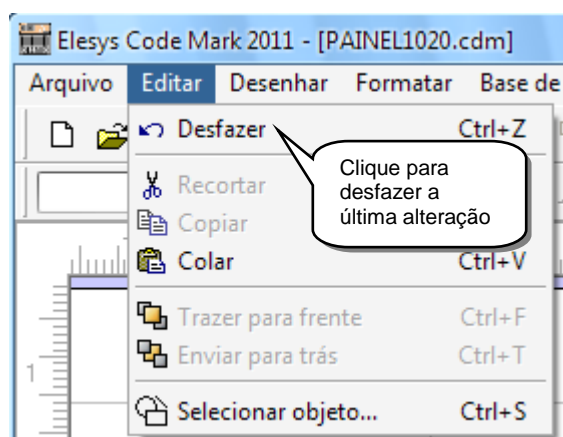 Elesys Code Mark 2011 - [PAINEL1020.cdm]
Arquivo Editar Desenhar Formatar Base de
Desfazer Ctrl+Z
Clique para
desfazer a
última alteração
Recortar
Copiar
Colar Ctrl+V
Trazer para frente Ctrl+F
Enviar para trás Ctrl+T
1
Selecionar objeto... Ctrl+S